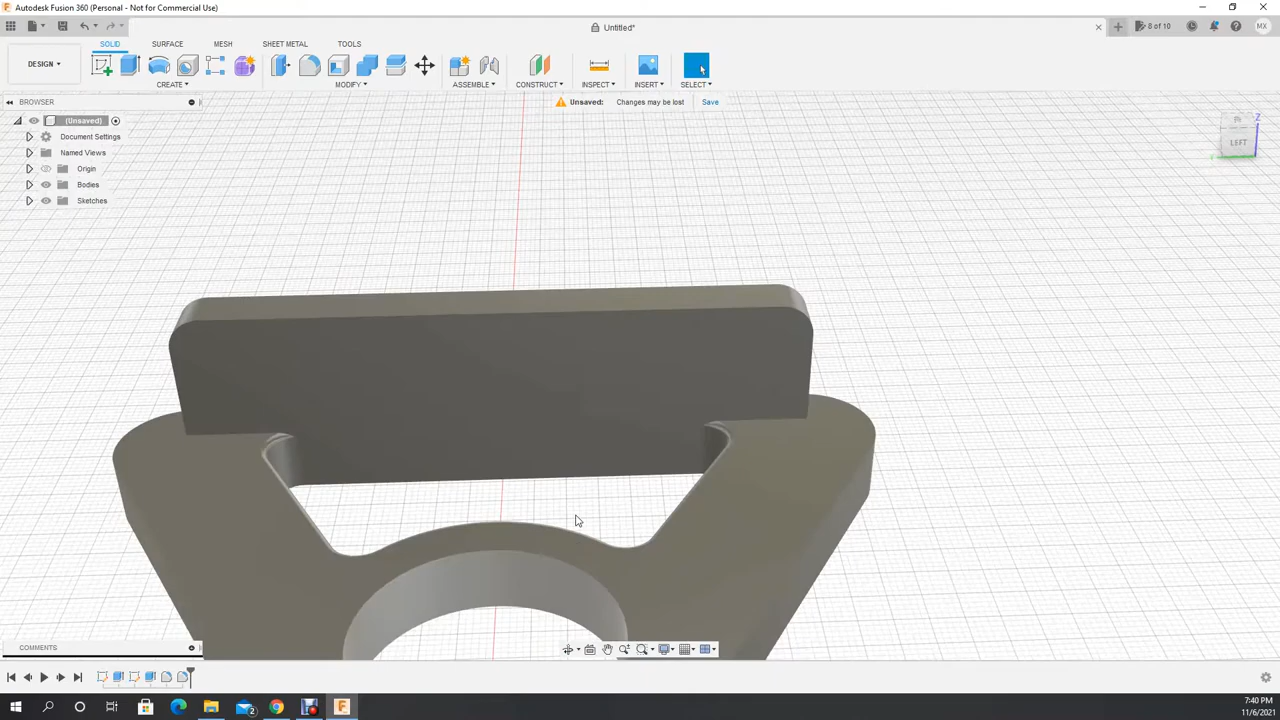 Autodesk Fusion 360 (Personal - Not for Commercial Use)
Untitled*
8 of 10
MX
DESIGN
SOLID SURFACE MESH SHEET METAL TOOLS
CREATE MODIFY ASSEMBLE CONSTRUCT INSPECT INSERT SELECT
BROWSER
Unsaved: Changes may be lost Save
(Unsaved)
Document Settings
Named Views
Origin
Bodies
Sketches
Z
LEFT
COMMENTS
2
7:40 PM
11/6/2021